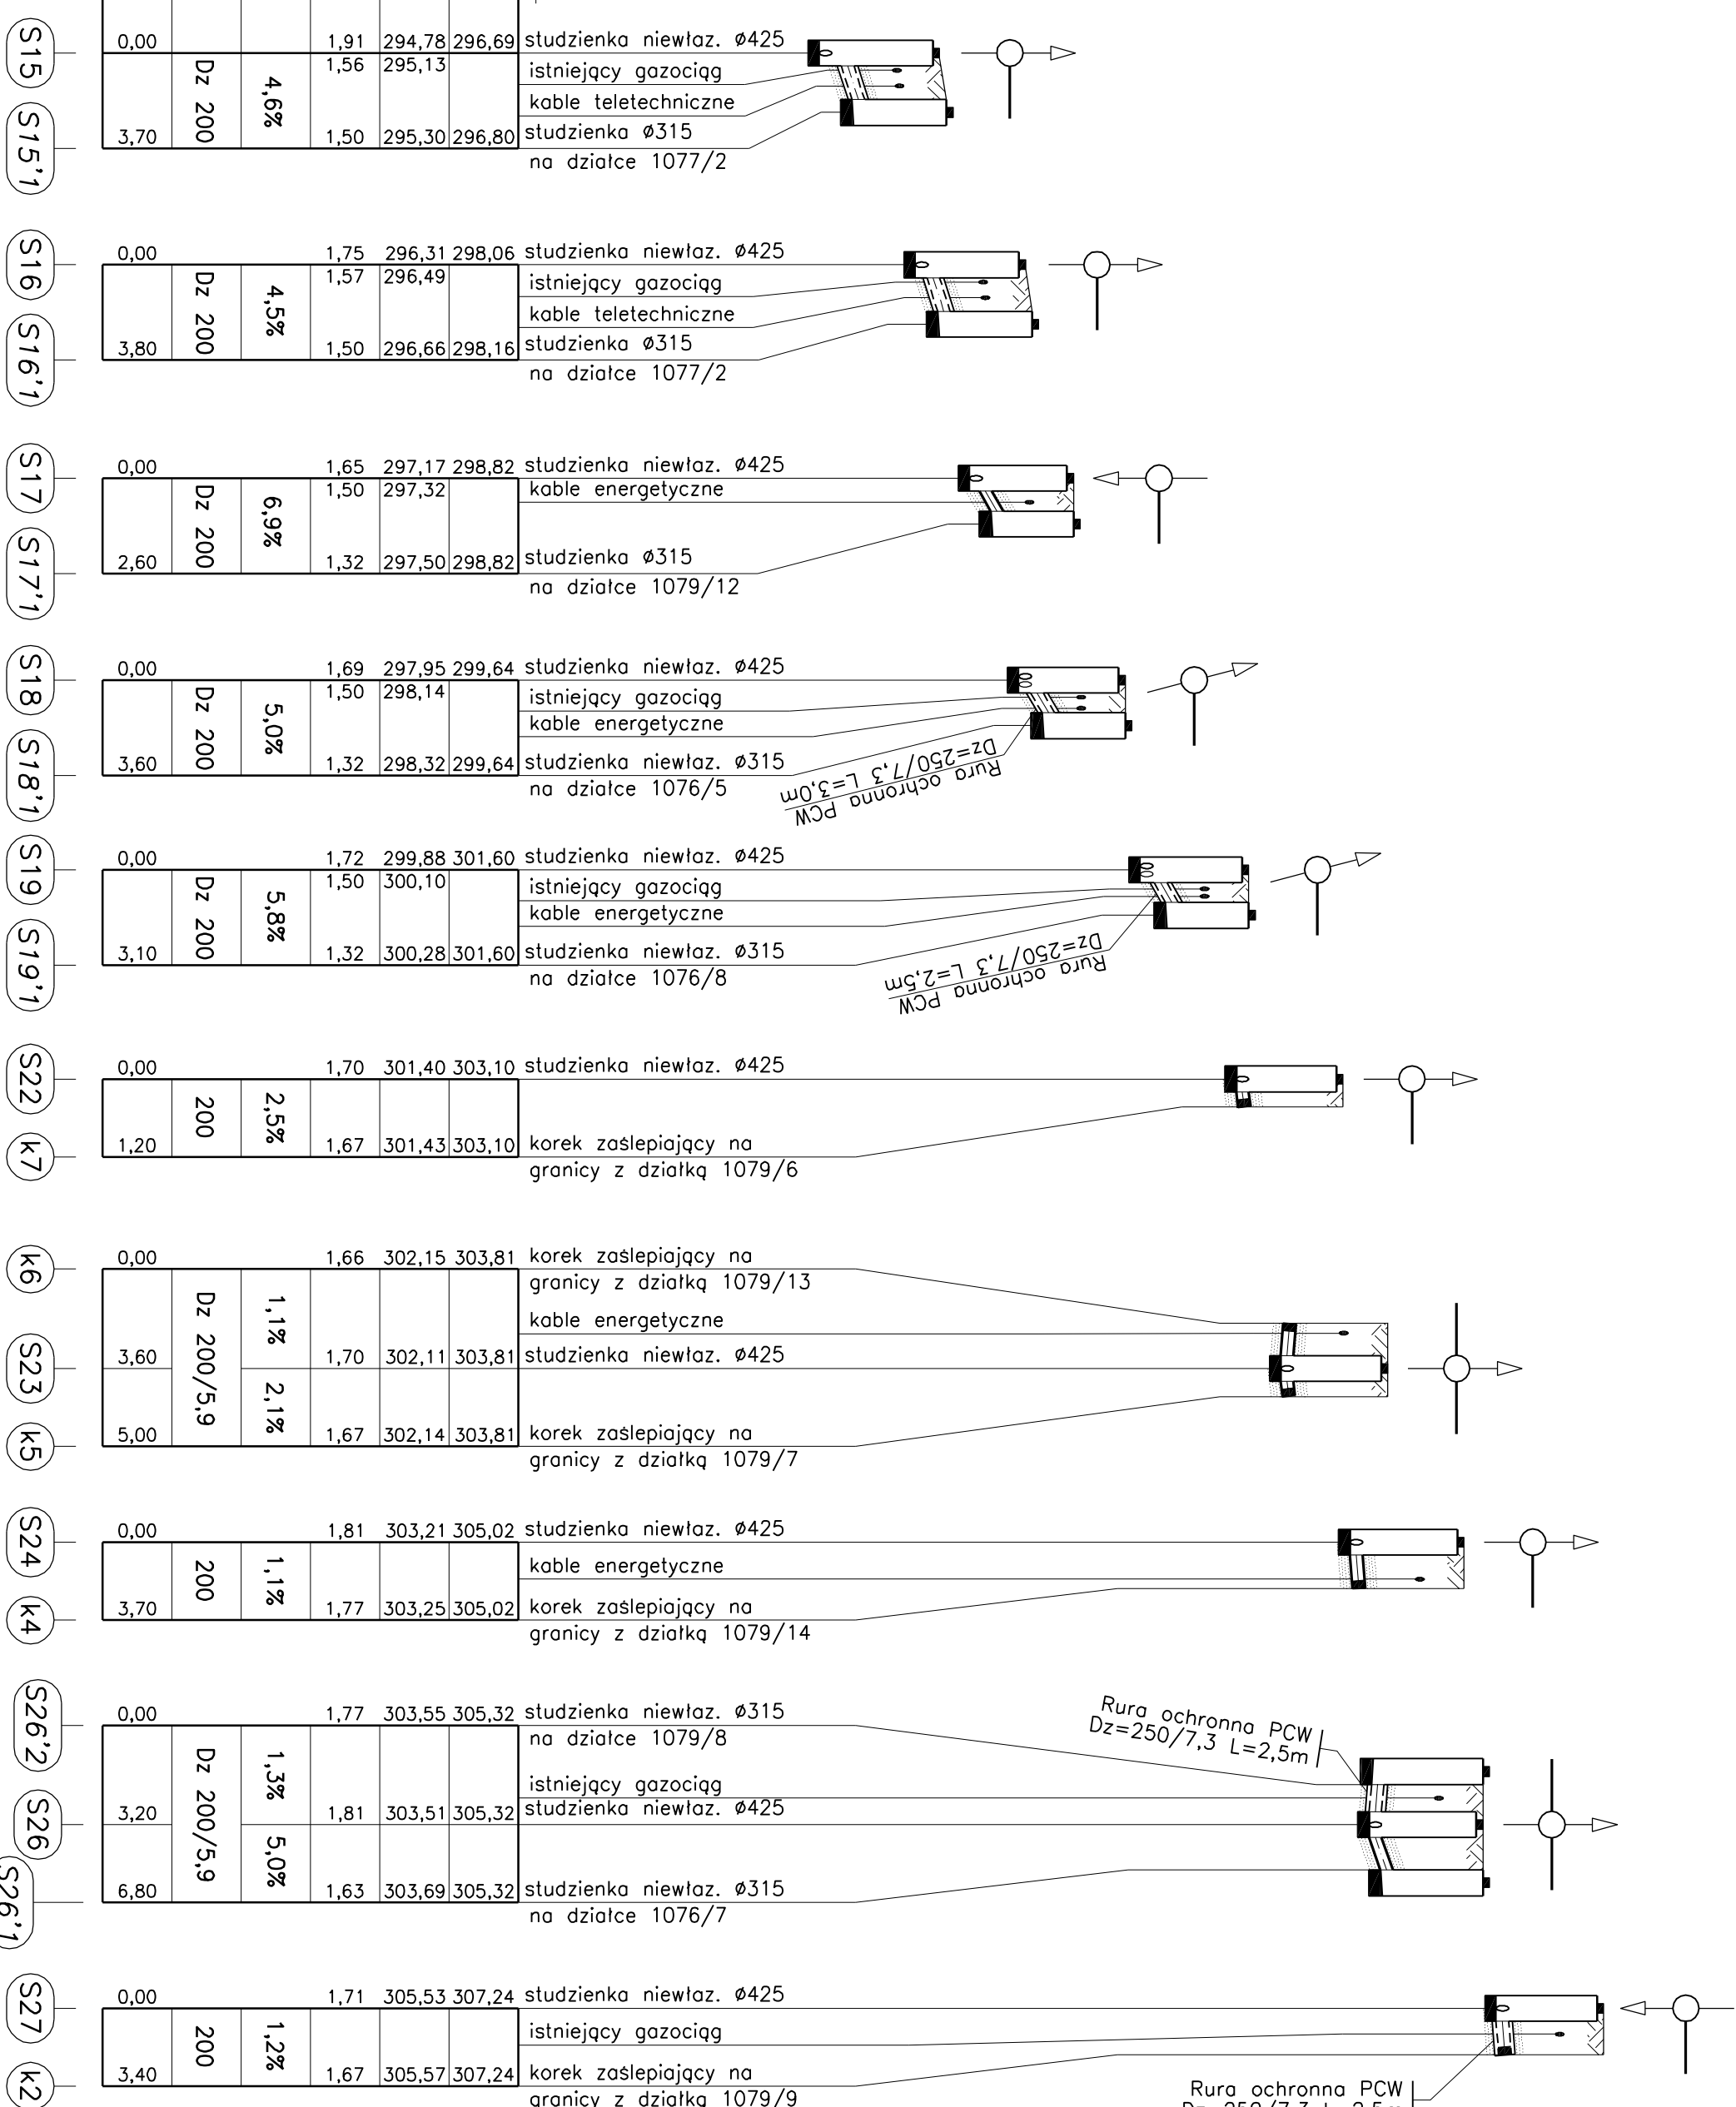 S15
0,00 1,91 294,78 296,69 studzienka niewłaz. ø425
1,56 295,13
Dz 200 4,6%
istniejący gazociąg
kable teletechniczne
S15'1
3,70 1,50 295,30 296,80 studzienka ø315
na działce 1077/2
S16
0,00 1,75 296,31 298,06 studzienka niewłaz. ø425
1,57 296,49
Dz 200 4,5%
istniejący gazociąg
kable teletechniczne
S16'1
3,80 1,50 296,66 298,16 studzienka ø315
na działce 1077/2
S17
0,00 1,65 297,17 298,82 studzienka niewłaz. ø425
1,50 297,32 kable energetyczne
Dz 200 6,9%
S17'1
2,60 1,32 297,50 298,82 studzienka ø315
na działce 1079/12
S18
0,00 1,69 297,95 299,64 studzienka niewłaz. ø425
1,50 298,14 istniejący gazociąg
Dz 200 5,0%
kable energetyczne
S18'1
3,60 1,32 298,32 299,64 studzienka niewłaz. ø315
na działce 1076/5
Rura ochronna PCW
Dz=250/7,3 L=3,0m
S19
0,00 1,72 299,88 301,60 studzienka niewłaz. ø425
1,50 300,10 istniejący gazociąg
Dz 200 5,8%
kable energetyczne
S19'1
3,10 1,32 300,28 301,60 studzienka niewłaz. ø315
na działce 1076/8
Rura ochronna PCW
Dz=250/7,3 L=2,5m
S22
0,00 1,70 301,40 303,10 studzienka niewłaz. ø425
200 2,5%
k7
1,20 1,67 301,43 303,10 korek zaślepiający na
granicy z działką 1079/6
k6
0,00 1,66 302,15 303,81 korek zaślepiający na
granicy z działką 1079/13
Dz 200/5,9 1,1%
kable energetyczne
S23
3,60 1,70 302,11 303,81 studzienka niewłaz. ø425
2,1%
k5
5,00 1,67 302,14 303,81 korek zaślepiający na
granicy z działką 1079/7
S24
0,00 1,81 303,21 305,02 studzienka niewłaz. ø425
200 1,1%
kable energetyczne
k4
3,70 1,77 303,25 305,02 korek zaślepiający na
granicy z działką 1079/14
S26'2
0,00 1,77 303,55 305,32 studzienka niewłaz. ø315
na działce 1079/8
Rura ochronna PCW
Dz=250/7,3 L=2,5m
Dz 200/5,9 1,3%
istniejący gazociąg
S26
3,20 1,81 303,51 305,32 studzienka niewłaz. ø425
5,0%
S26'1
6,80 1,63 303,69 305,32 studzienka niewłaz. ø315
na działce 1076/7
S27
0,00 1,71 305,53 307,24 studzienka niewłaz. ø425
200 1,2%
istniejący gazociąg
k2
3,40 1,67 305,57 307,24 korek zaślepiający na
granicy z działką 1079/9
Rura ochronna PCW
Dz=250/7,3 L=2,5m